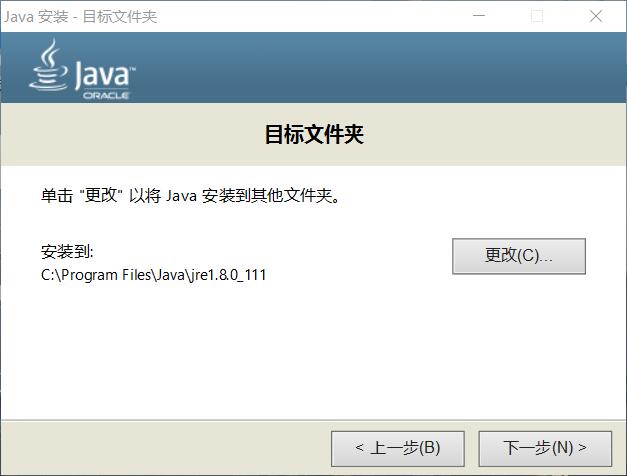 Java 安装 - 目标文件夹
Java™
ORACLE
目标文件夹
单击 "更改" 以将 Java 安装到其他文件夹。
安装到:
更改(C)...
C:\Program Files\Java\jre1.8.0_111
< 上一步(B)
下一步(N) >